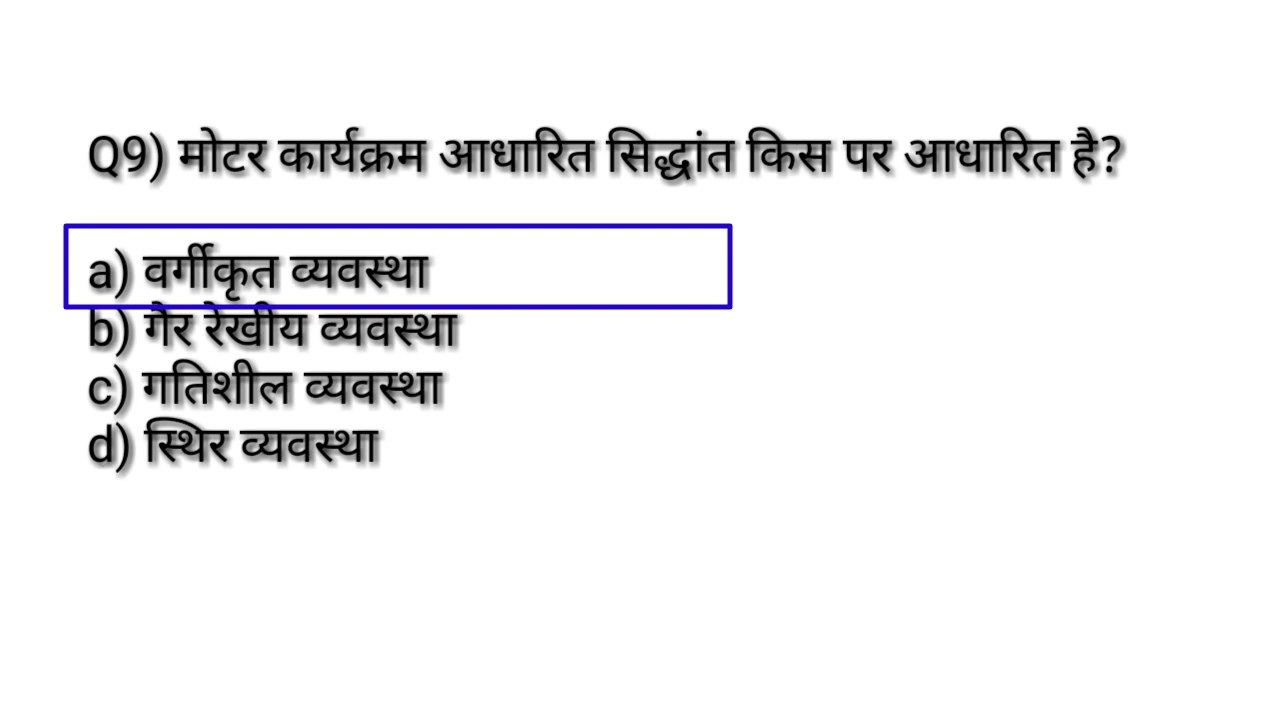 Q9) मोटर कार्यक्रम आधारित सिद्धांत किस पर आधारित है?
a) वर्गीकृत व्यवस्था
b) गैर रेखीय व्यवस्था
c) गतिशील व्यवस्था
d) स्थिर व्यवस्था